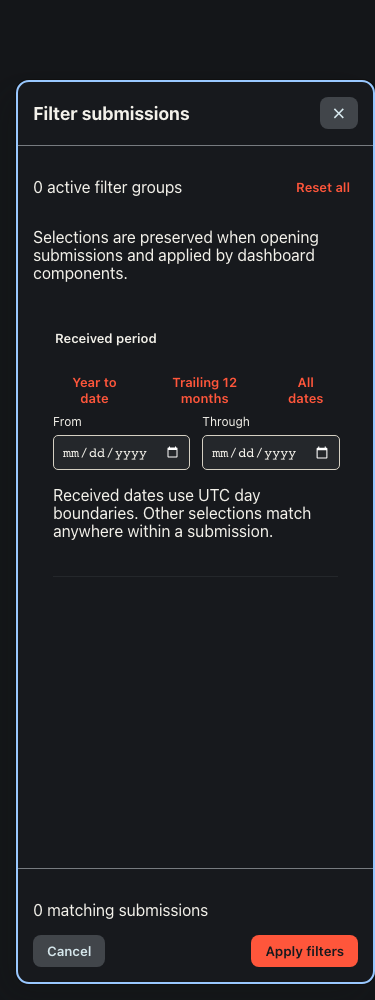 Filter submissions
0 active filter groups
Reset all
Selections are preserved when opening
submissions and applied by dashboard
components.
Received period
Year to
date
Trailing 12
months
All
dates
From
Through
mm/dd/yyyy
mm/dd/yyyy
Received dates use UTC day
boundaries. Other selections match
anywhere within a submission.
0 matching submissions
Cancel
Apply filters